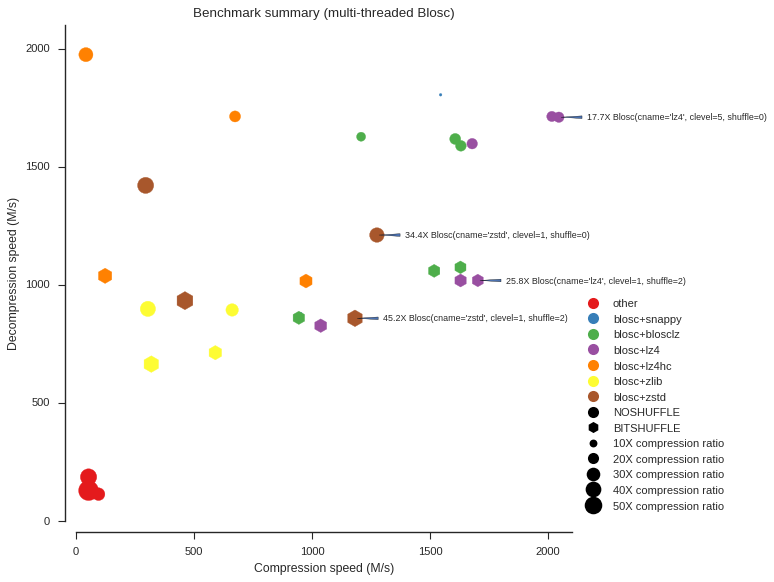 Benchmark summary (multi-threaded Blosc)
2000
1500
1000
500
0
Decompression speed (M/s)
17.7X Blosc(cname='lz4', clevel=5, shuffle=0)
34.4X Blosc(cname='zstd', clevel=1, shuffle=0)
25.8X Blosc(cname='lz4', clevel=1, shuffle=2)
45.2X Blosc(cname='zstd', clevel=1, shuffle=2)
other
blosc+snappy
blosc+blosclz
blosc+lz4
blosc+lz4hc
blosc+zlib
blosc+zstd
NOSHUFFLE
BITSHUFFLE
10X compression ratio
20X compression ratio
30X compression ratio
40X compression ratio
50X compression ratio
0
500
1000
1500
2000
Compression speed (M/s)